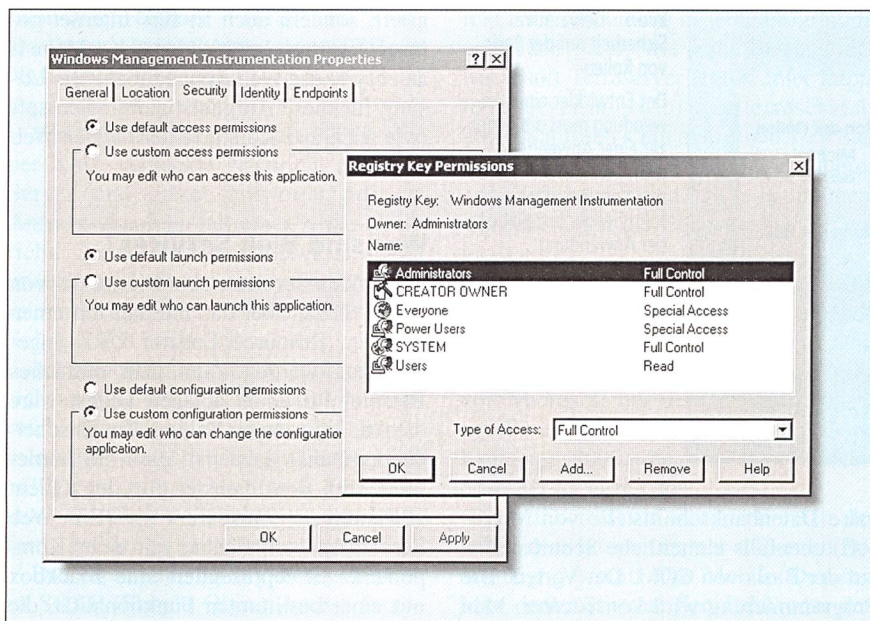 Windows Management Instrumentation Properties
General Location Security Identity Endpoints
Use default access permissions
Use custom access permissions
You may edit who can access this application.
Use default launch permissions
Use custom launch permissions
You may edit who can launch this application.
Use default configuration permissions
Use custom configuration permissions
You may edit who can change the configuration
application.
OK Cancel Apply
Registry Key Permissions
Registry Key: Windows Management Instrumentation
Owner: Administrators
Name:
Administrators Full Control
CREATOR OWNER Full Control
Everyone Special Access
Power Users Special Access
SYSTEM Full Control
Users Read
Type of Access: Full Control
OK Cancel Add... Remove Help